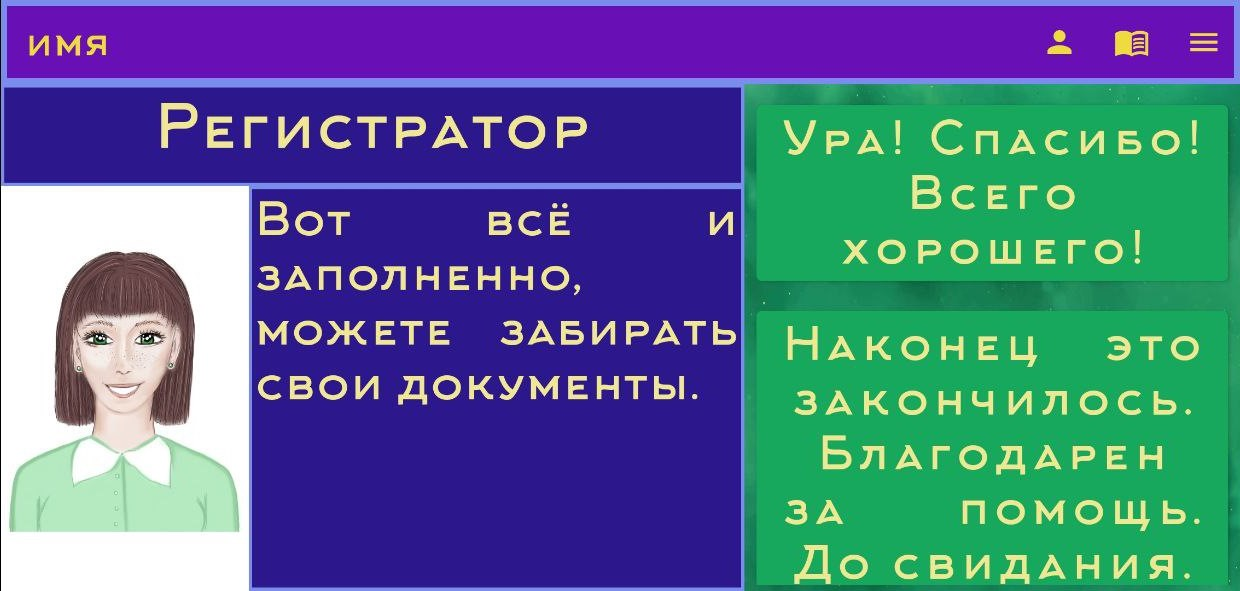 ИМЯ
Регистратор
Вот всё и
заполненно,
можете забирать
свои документы.
Ура! Спасибо!
Всего
хорошего!
Наконец это
закончилось.
Благодарен
за помощь.
До свидания.